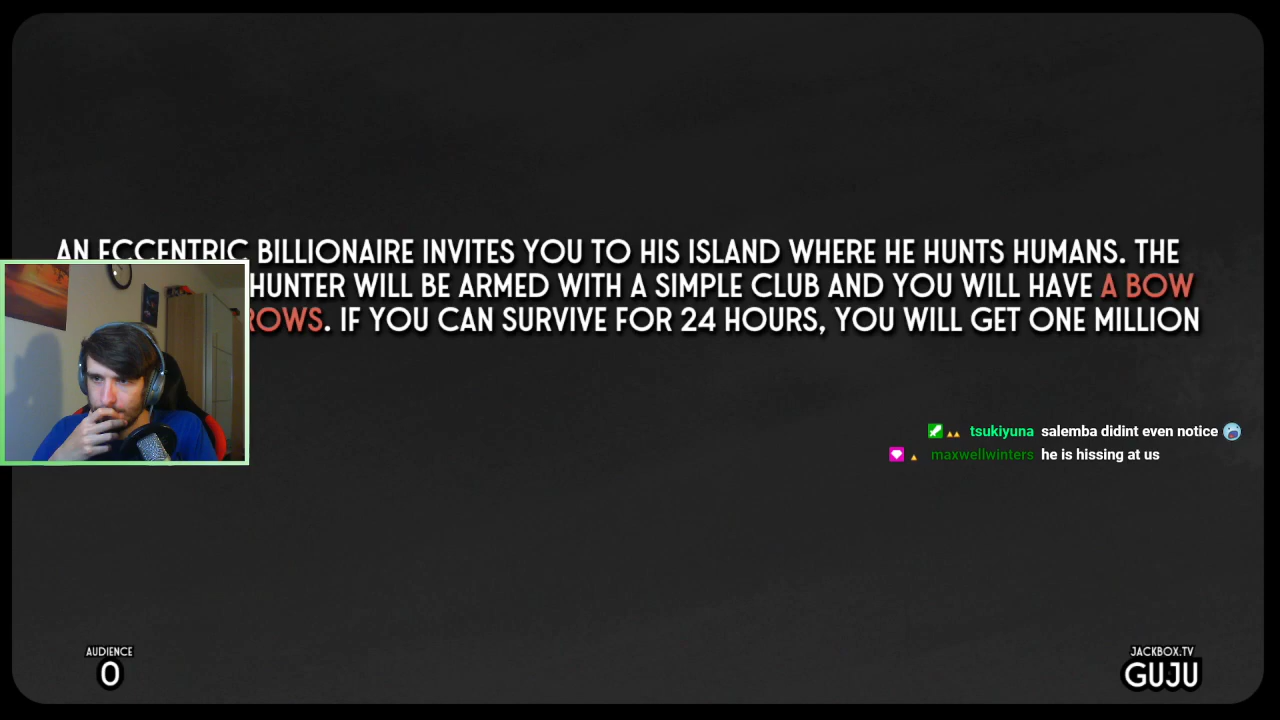 AN ECCENTRIC BILLIONAIRE INVITES YOU TO HIS ISLAND WHERE HE HUNTS HUMANS. THE
HUNTER WILL BE ARMED WITH A SIMPLE CLUB AND YOU WILL HAVE A BOW
ROWS. IF YOU CAN SURVIVE FOR 24 HOURS, YOU WILL GET ONE MILLION
tsukiyuna salemba didint even notice
maxwellwinters he is hissing at us
AUDIENCE
0
JACKBOX.TV
GUJU